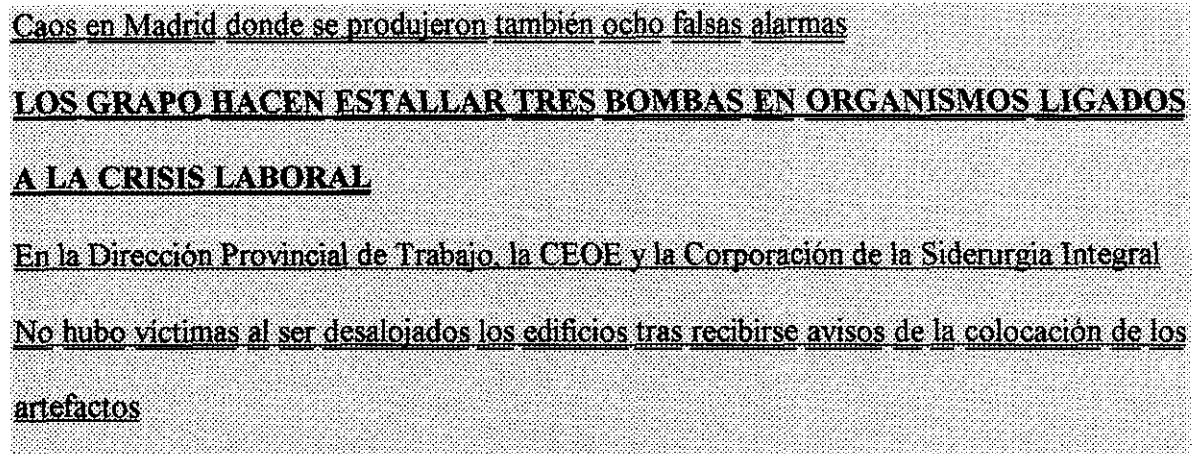 Caos en Madrid donde se produjeron también ocho falsas alarmas
LOS GRAPO HACEN ESTALLAR TRES BOMBAS EN ORGANISMOS LIGADOS
A LA CRISIS LABORAL
En la Dirección Provincial de Trabajo, la CEOE y la Corporación de la Siderurgia Integral
No hubo víctimas al ser desalojados los edificios tras recibirse avisos de la colocación de los
artefactos